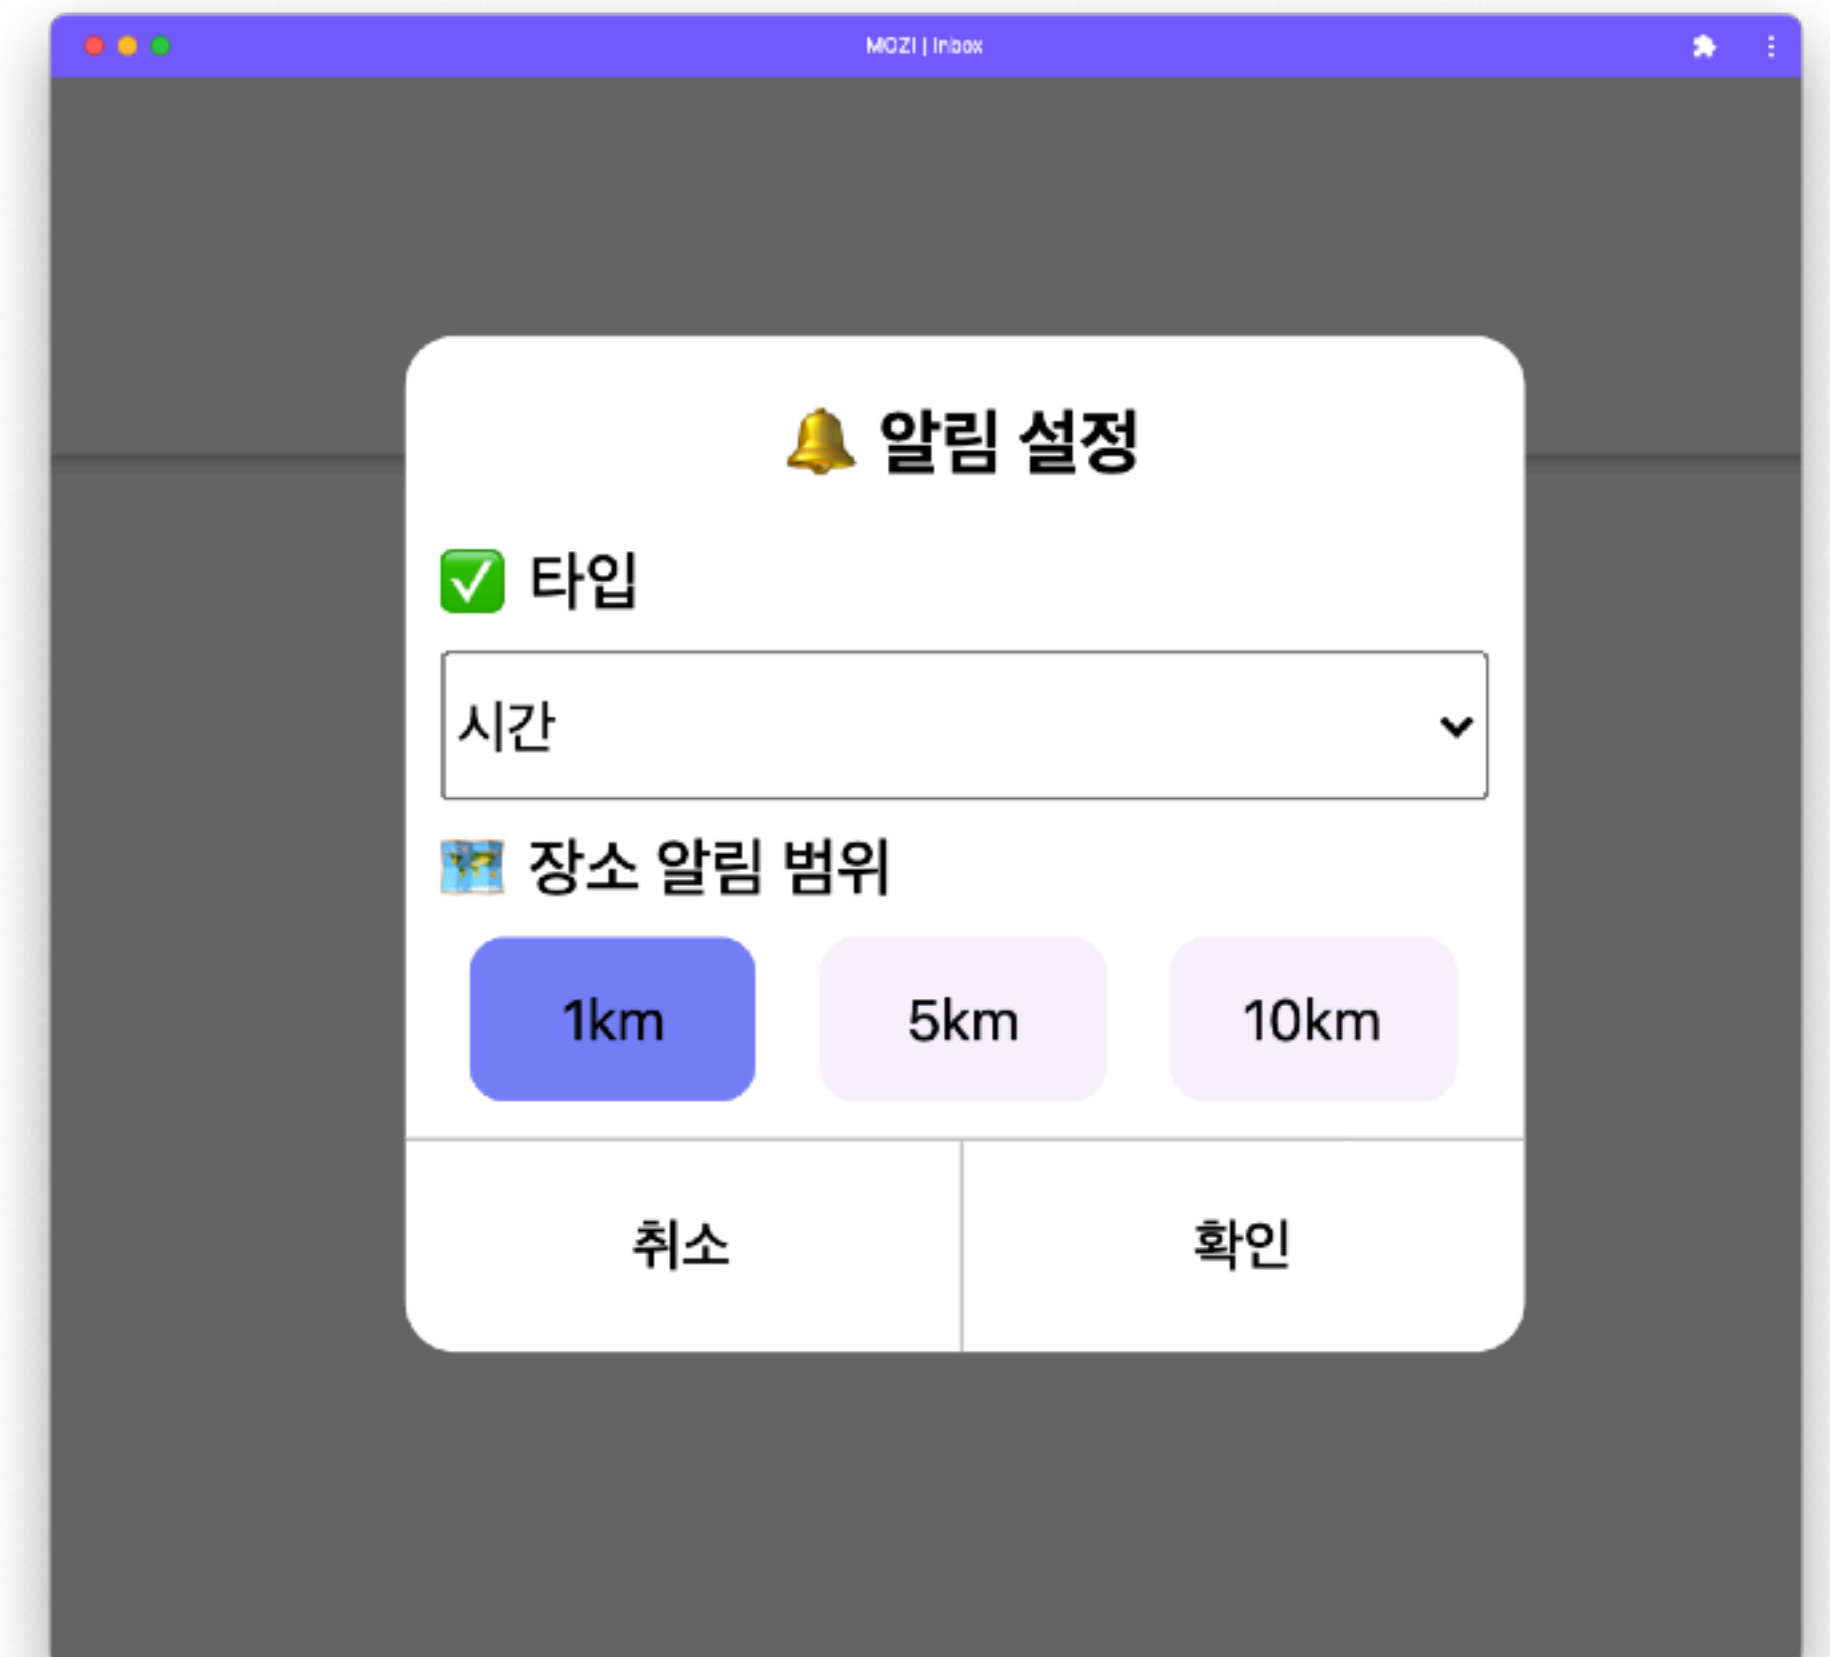 MOZI | Inbox
🔔 알림 설정
✅ 타입
시간
🗺️ 장소 알림 범위
1km 5km 10km
취소 확인